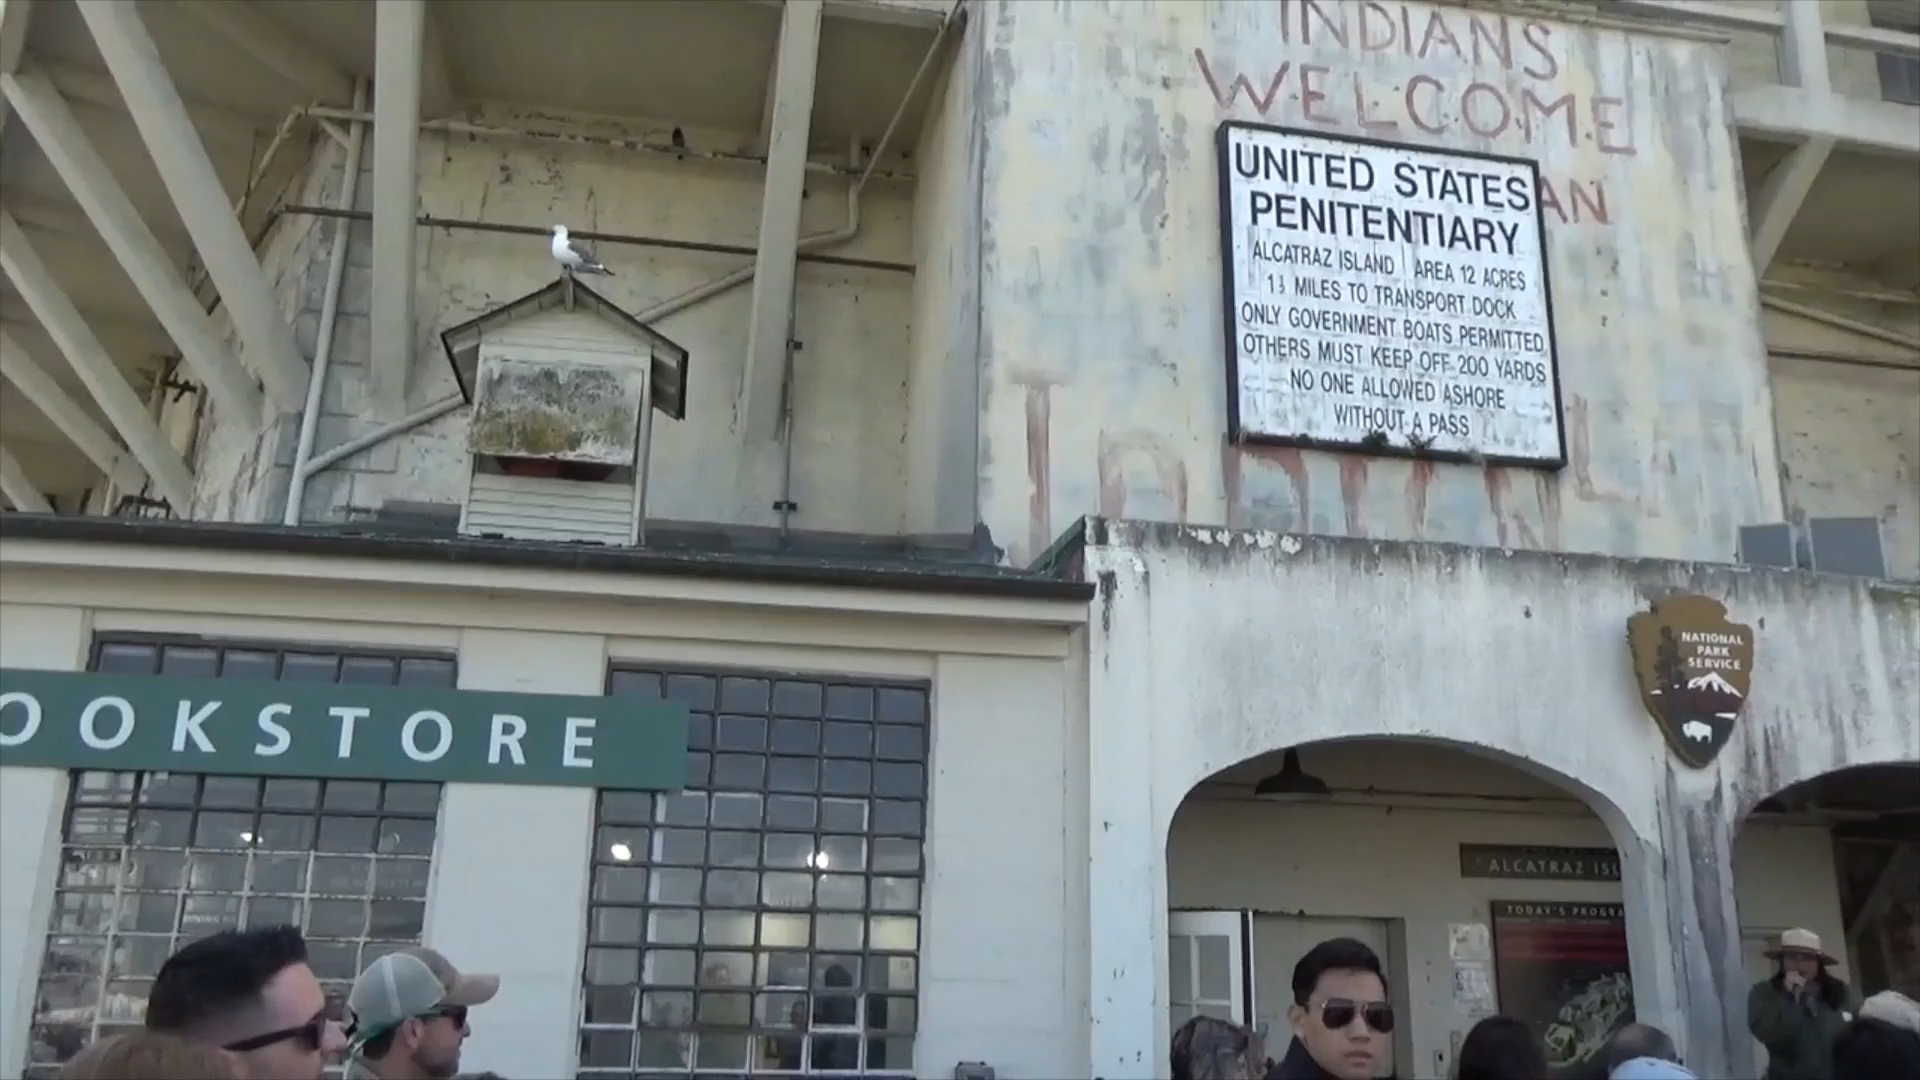 INDIANS
WELCOME
UNITED STATES
PENITENTIARY
ALCATRAZ ISLAND AREA 12 ACRES
1⅓ MILES TO TRANSPORT DOCK
ONLY GOVERNMENT BOATS PERMITTED
OTHERS MUST KEEP OFF 200 YARDS
NO ONE ALLOWED ASHORE
WITHOUT A PASS
AN
OOKSTORE
NATIONAL
PARK
SERVICE
ALCATRAZ ISL
TODAY'S PROGRA